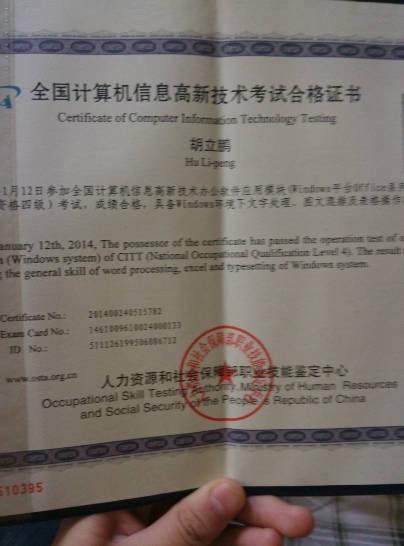 全国计算机信息高新技术考试合格证书
Certificate of Computer Information Technology Testing
胡立鹏
Hu Li-peng
1月12日参加全国计算机信息高新技术办公软件应用模块(Windows平台Office系
资格四级）考试，成绩合格，具备Windows环境下文字处理、图文混排及表格操作
anuary 12th, 2014, The possessor of the certificate has passed the operation test of
(Windows system) of CITT (National Occupational Qualification Level 4). The result
the general skill of word processing, excel and typesetting of Windows system.
Certificate No.: 201400240515782
Exam Card No.: 1461009610024000133
ID No.: 511126199506086712
www.osta.org.cn
人力资源和社会保障部职业技能鉴定中心
Occupational Skill Testing Authority, Ministry of Human Resources
and Social Security of the People's Republic of China
510395